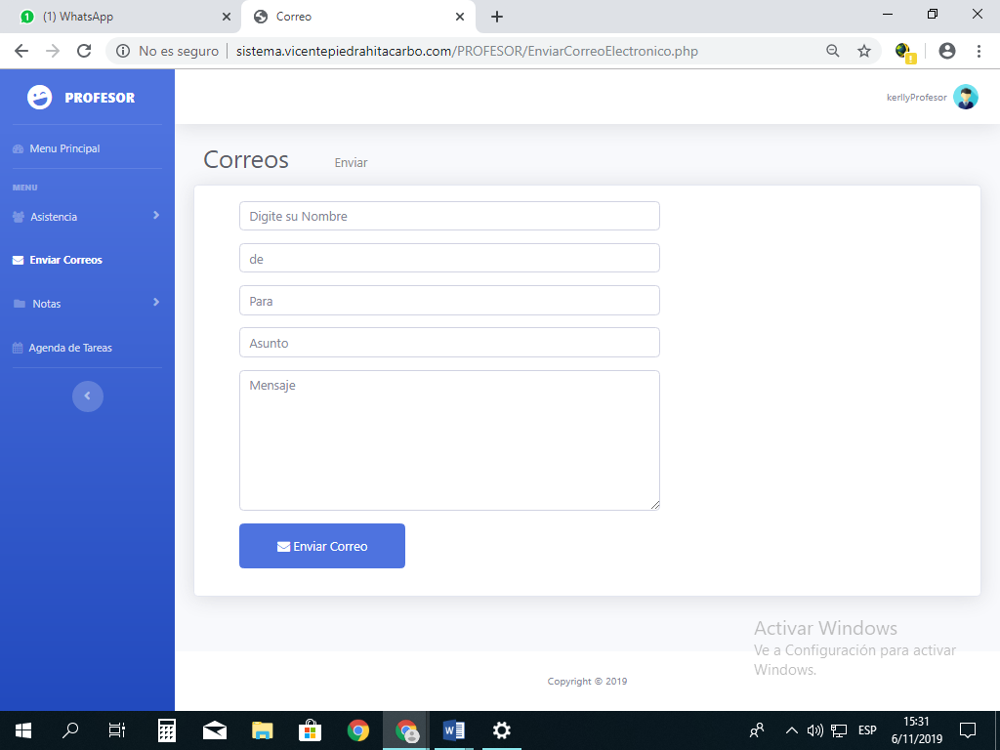 (1) WhatsApp
Correo
No es seguro
sistema.vicentepiedrahitacarbo.com/PROFESOR/EnviarCorreoElectronico.php
PROFESOR
kerllyProfesor
Menu Principal
MENU
Asistencia
Enviar Correos
Notas
Agenda de Tareas
Correos
Enviar
Digite su Nombre
de
Para
Asunto
Mensaje
Enviar Correo
Activar Windows
Ve a Configuración para activar
Windows.
Copyright © 2019
ESP
15:31
6/11/2019